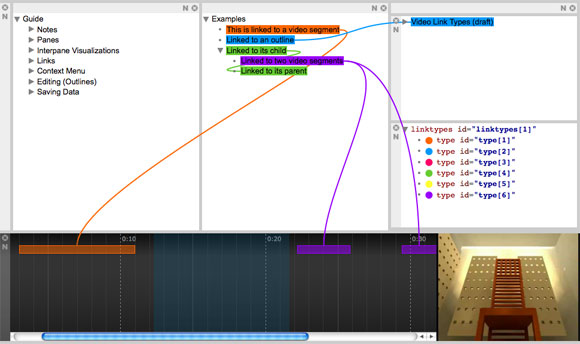 N
N
N
Guide
Notes
Panes
Interpane Visualizations
Links
Context Menu
Editing (Outlines)
Saving Data
N
Examples
This is linked to a video segment
Linked to an outline
Linked to its child
Linked to two video segments
Linked to its parent
Video Link Types (draft)
N
linktypes id="linktypes[1]"
type id="type[1]"
type id="type[2]"
type id="type[3]"
type id="type[4]"
type id="type[5]"
type id="type[6]"
N
0:10
0:20
0:30